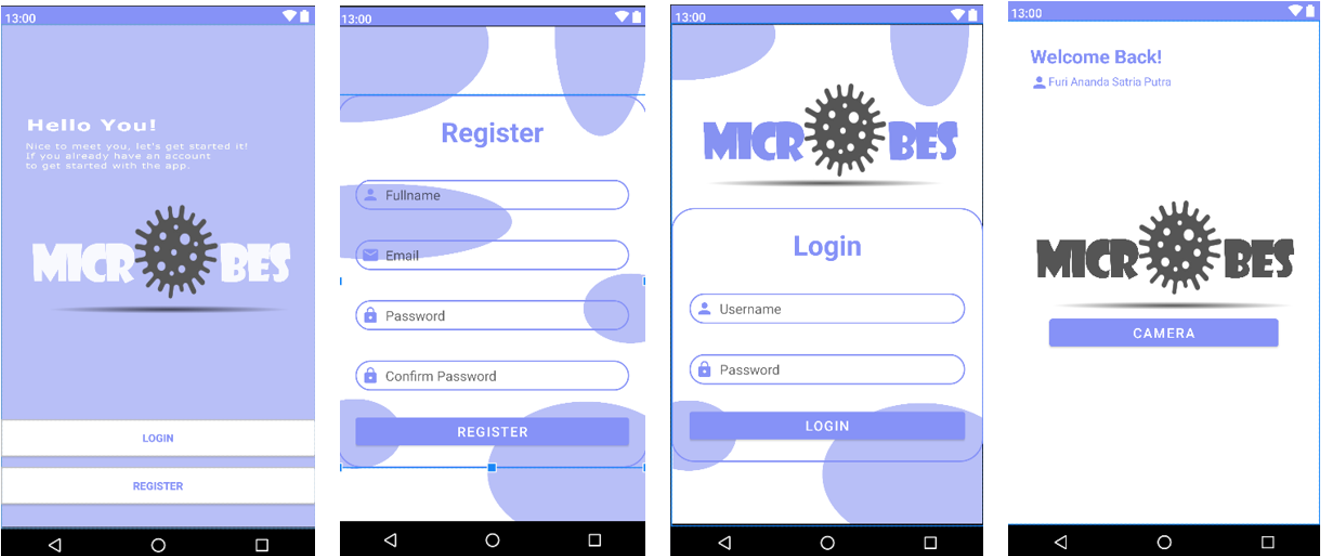 13:00
Hello You!
Nice to meet you, let's get started it!
If you already have an account
to get started with the app.
MICR BES
LOGIN
REGISTER
13:00
Register
Fullname
Email
Password
Confirm Password
REGISTER
13:00
MICR BES
Login
Username
Password
LOGIN
13:00
Welcome Back!
Furi Ananda Satria Putra
MICR BES
CAMERA